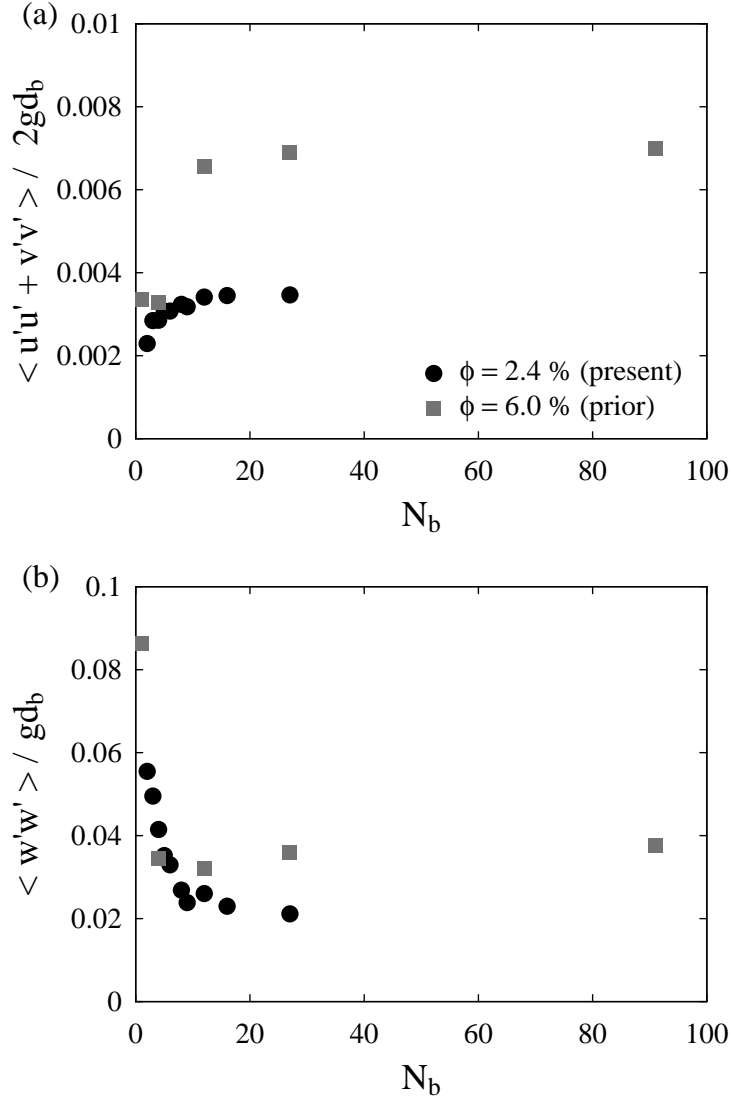 (a)
0.01
0.008
0.006
0.004
0.002
0
0 20 40 60 80 100
< u'u' + v'v' > / 2gd_b
N_b
ϕ = 2.4 % (present)
ϕ = 6.0 % (prior)
(b)
0.1
0.08
0.06
0.04
0.02
0
0 20 40 60 80 100
< w'w' > / gd_b
N_b